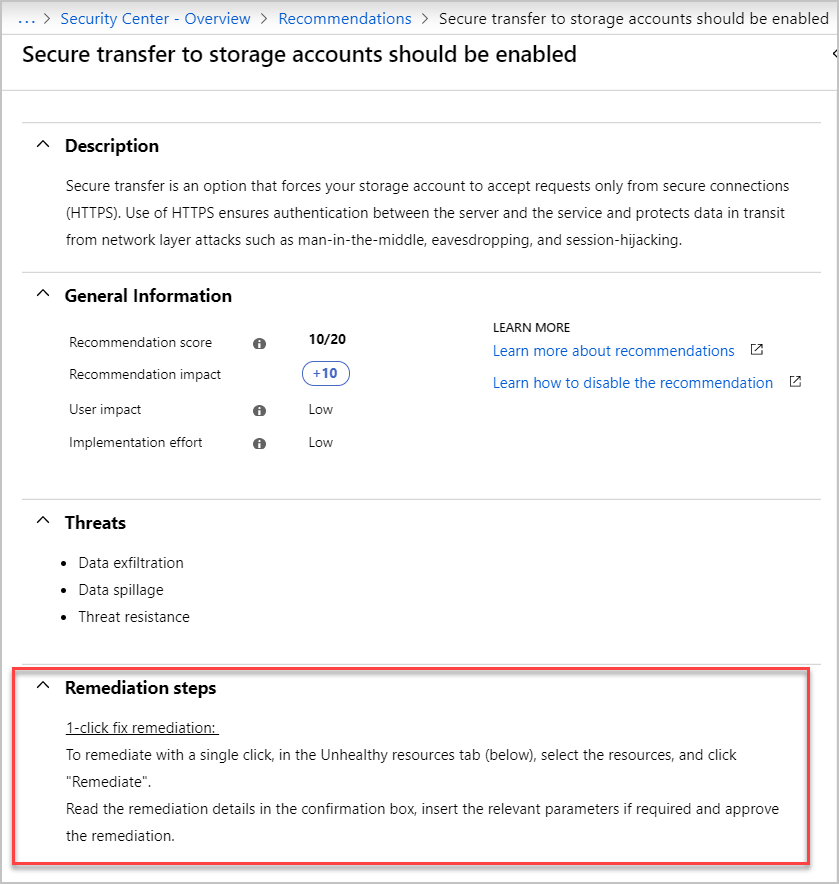 ... > Security Center - Overview > Recommendations > Secure transfer to storage accounts should be enabled
Secure transfer to storage accounts should be enabled
Description
Secure transfer is an option that forces your storage account to accept requests only from secure connections
(HTTPS). Use of HTTPS ensures authentication between the server and the service and protects data in transit
from network layer attacks such as man-in-the-middle, eavesdropping, and session-hijacking.
General Information
Recommendation score 10/20
Recommendation impact +10
User impact Low
Implementation effort Low
LEARN MORE
Learn more about recommendations
Learn how to disable the recommendation
Threats
• Data exfiltration
• Data spillage
• Threat resistance
Remediation steps
1-click fix remediation:
To remediate with a single click, in the Unhealthy resources tab (below), select the resources, and click
"Remediate".
Read the remediation details in the confirmation box, insert the relevant parameters if required and approve
the remediation.